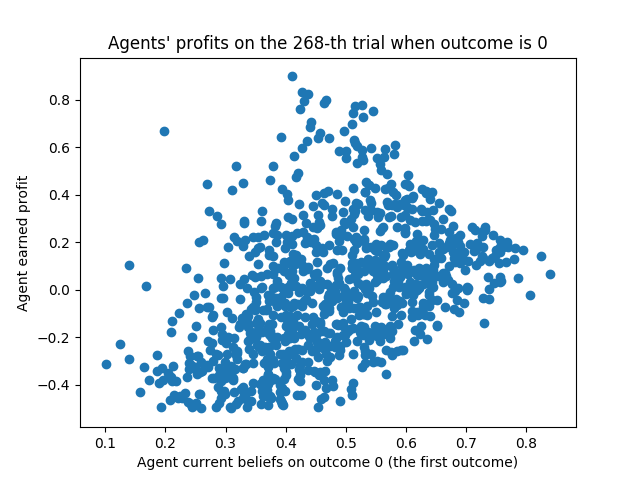 Agents' profits on the 268-th trial when outcome is 0
Agent earned profit
0.8
0.6
0.4
0.2
0.0
−0.2
−0.4
0.1 0.2 0.3 0.4 0.5 0.6 0.7 0.8
Agent current beliefs on outcome 0 (the first outcome)